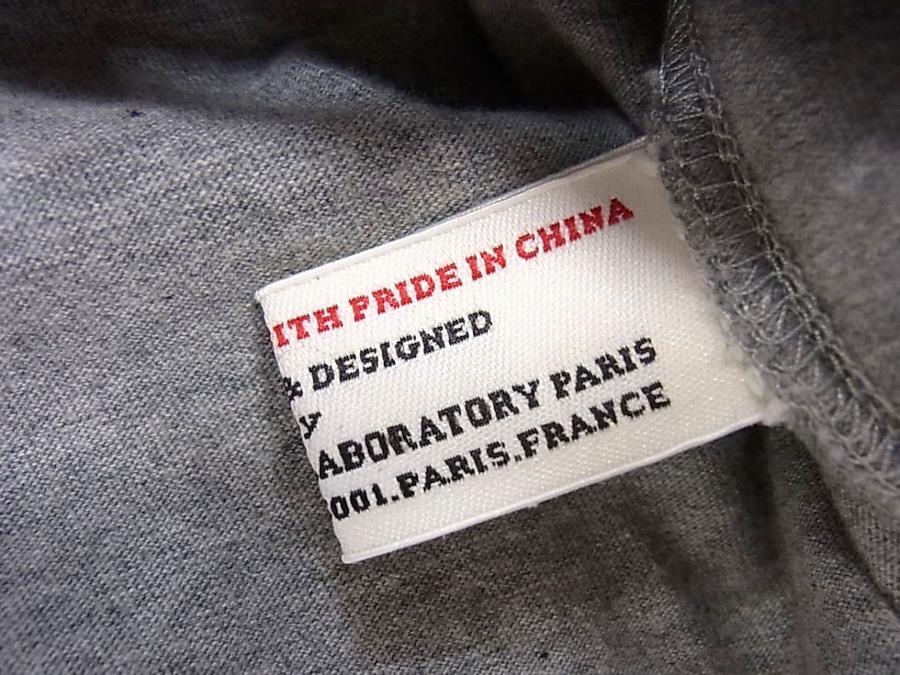 ITH PRIDE IN CHINA
& DESIGNED
Y
ABORATORY PARIS
001.PARIS.FRANCE